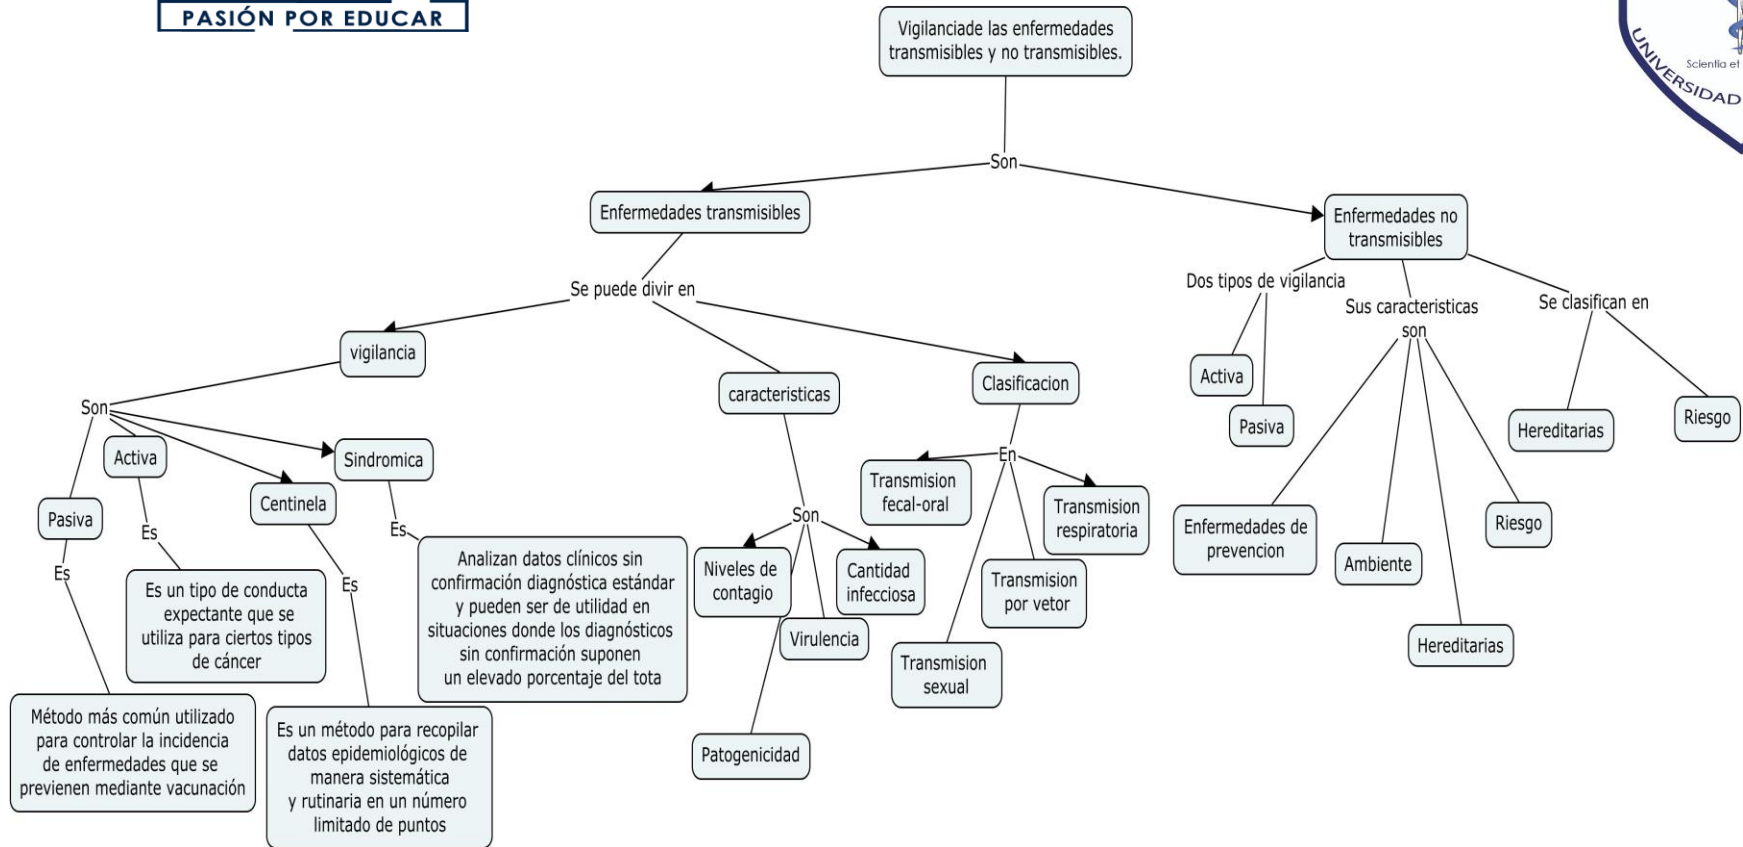 PASIÓN POR EDUCAR
Vigilanciade las enfermedades
transmisibles y no transmisibles.
UNIVERSIDAD
Scientia et
Son
Enfermedades transmisibles
Enfermedades no
transmisibles
Se puede divir en
Dos tipos de vigilancia
Sus caracteristicas
son
Se clasifican en
vigilancia
caracteristicas
Clasificacion
Activa
Pasiva
Hereditarias
Riesgo
Son
Pasiva
Activa
Centinela
Sindromica
Es
Es
Es
Es
Método más común utilizado
para controlar la incidencia
de enfermedades que se
previenen mediante vacunación
Es un tipo de conducta
expectante que se
utiliza para ciertos tipos
de cáncer
Es un método para recopilar
datos epidemiológicos de
manera sistemática
y rutinaria en un número
limitado de puntos
Analizan datos clínicos sin
confirmación diagnóstica estándar
y pueden ser de utilidad en
situaciones donde los diagnósticos
sin confirmación suponen
un elevado porcentaje del tota
Son
Niveles de
contagio
Cantidad
infecciosa
Virulencia
Patogenicidad
En
Transmision
fecal-oral
Transmision
respiratoria
Transmision
por vetor
Transmision
sexual
Enfermedades de
prevencion
Ambiente
Hereditarias
Riesgo